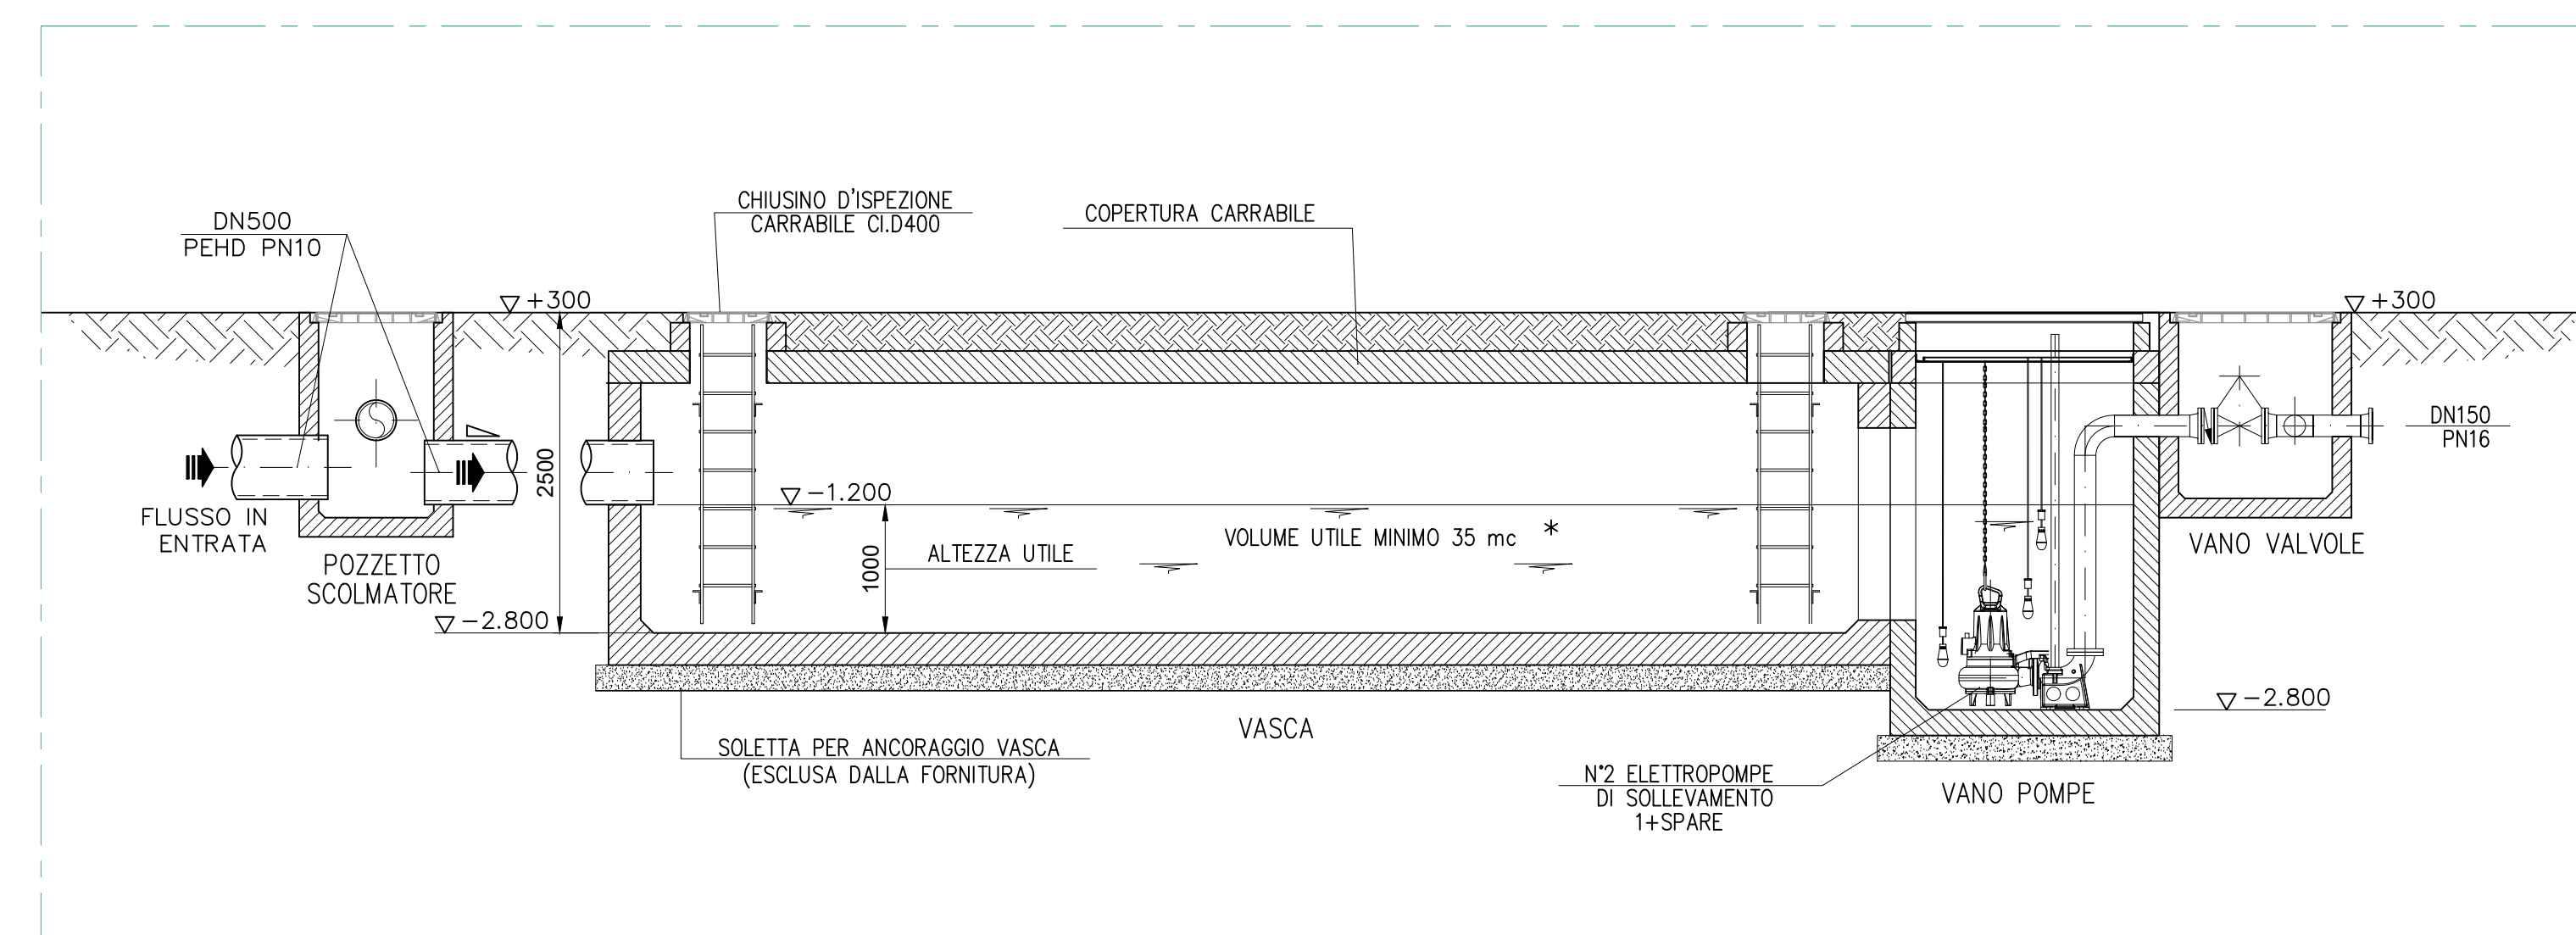 CHIUSINO D'ISPEZIONE
CARRABILE Cl.D400
COPERTURA CARRABILE
DN500
PEHD PN10
+300
+300
DN150
PN16
2500
-1.200
FLUSSO IN
ENTRATA
VOLUME UTILE MINIMO 35 mc *
VANO VALVOLE
ALTEZZA UTILE
1000
POZZETTO
SCOLMATORE
-2.800
-2.800
VASCA
SOLETTA PER ANCORAGGIO VASCA
(ESCLUSA DALLA FORNITURA)
N°2 ELETTROPOMPE
DI SOLLEVAMENTO
1+SPARE
VANO POMPE